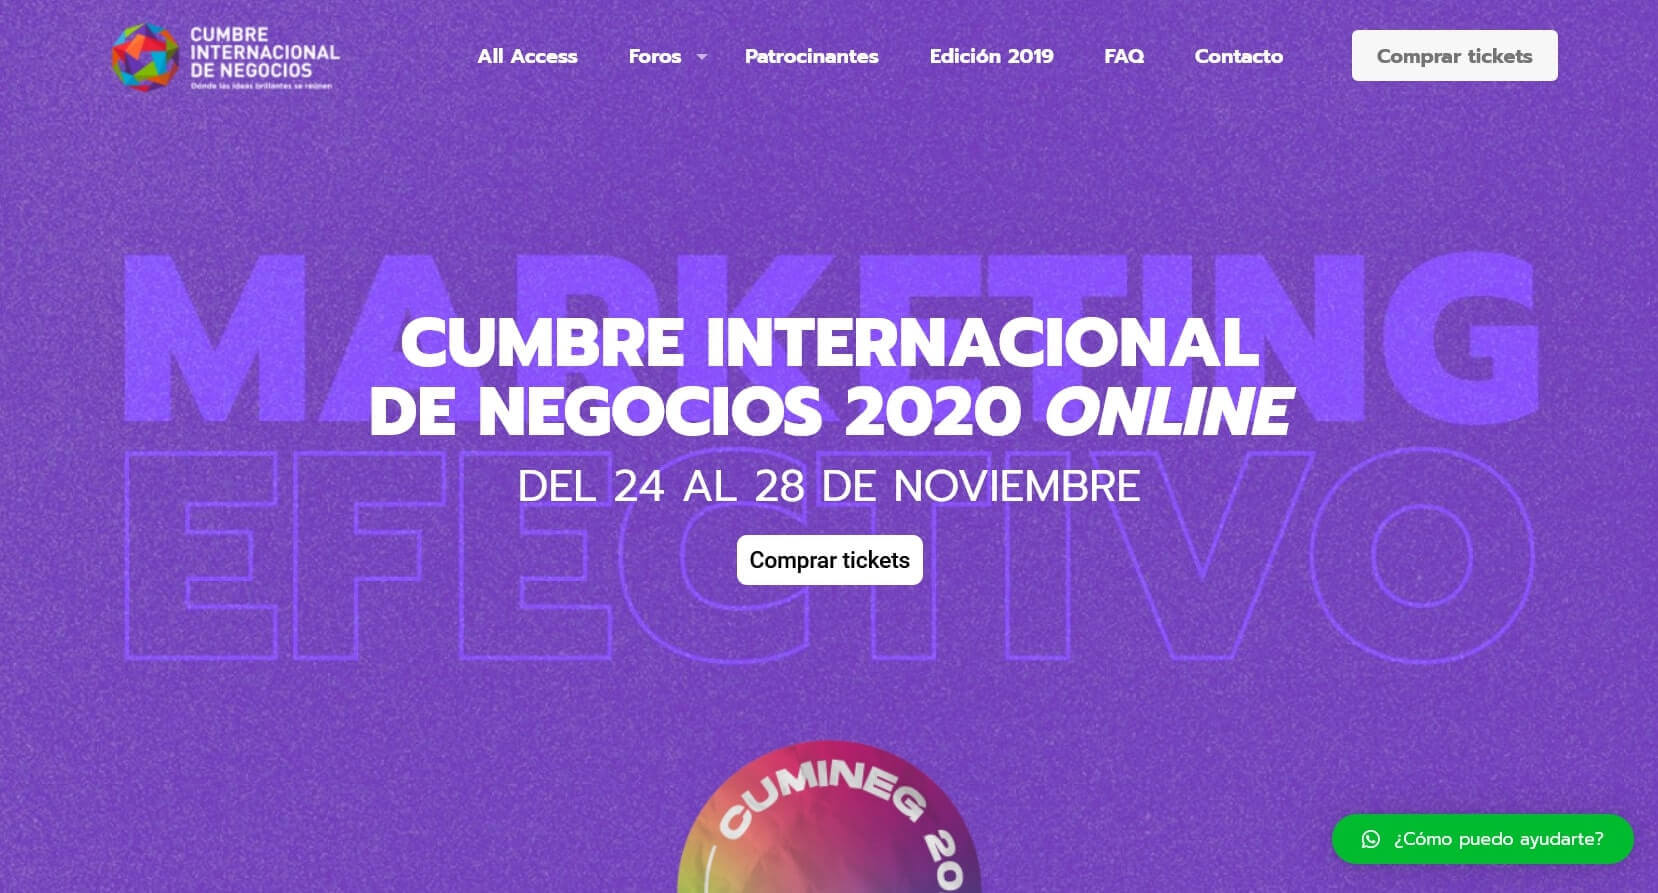 CUMBRE
INTERNACIONAL
DE NEGOCIOS
Donde las ideas brillantes se reúnen
All Access
Foros
Patrocinantes
Edición 2019
FAQ
Contacto
Comprar tickets
MARKETING
EFECTIVO
CUMBRE INTERNACIONAL
DE NEGOCIOS 2020 ONLINE
DEL 24 AL 28 DE NOVIEMBRE
Comprar tickets
CUMINEG 20
¿Cómo puedo ayudarte?